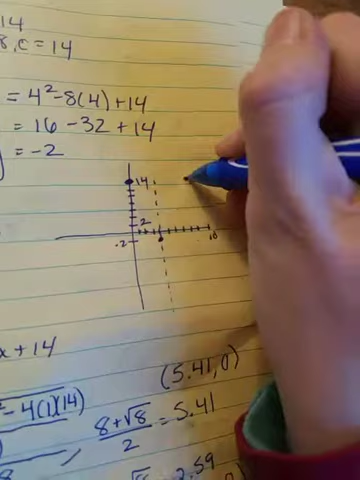 14
8, c = 14
= 4² - 8(4) + 14
= 16 - 32 + 14
= -2
14
2
-2
10
x + 14
(5.41, 0)
- 4(1)(14)
, 8 + √8 / 2 = 5.41
2.59